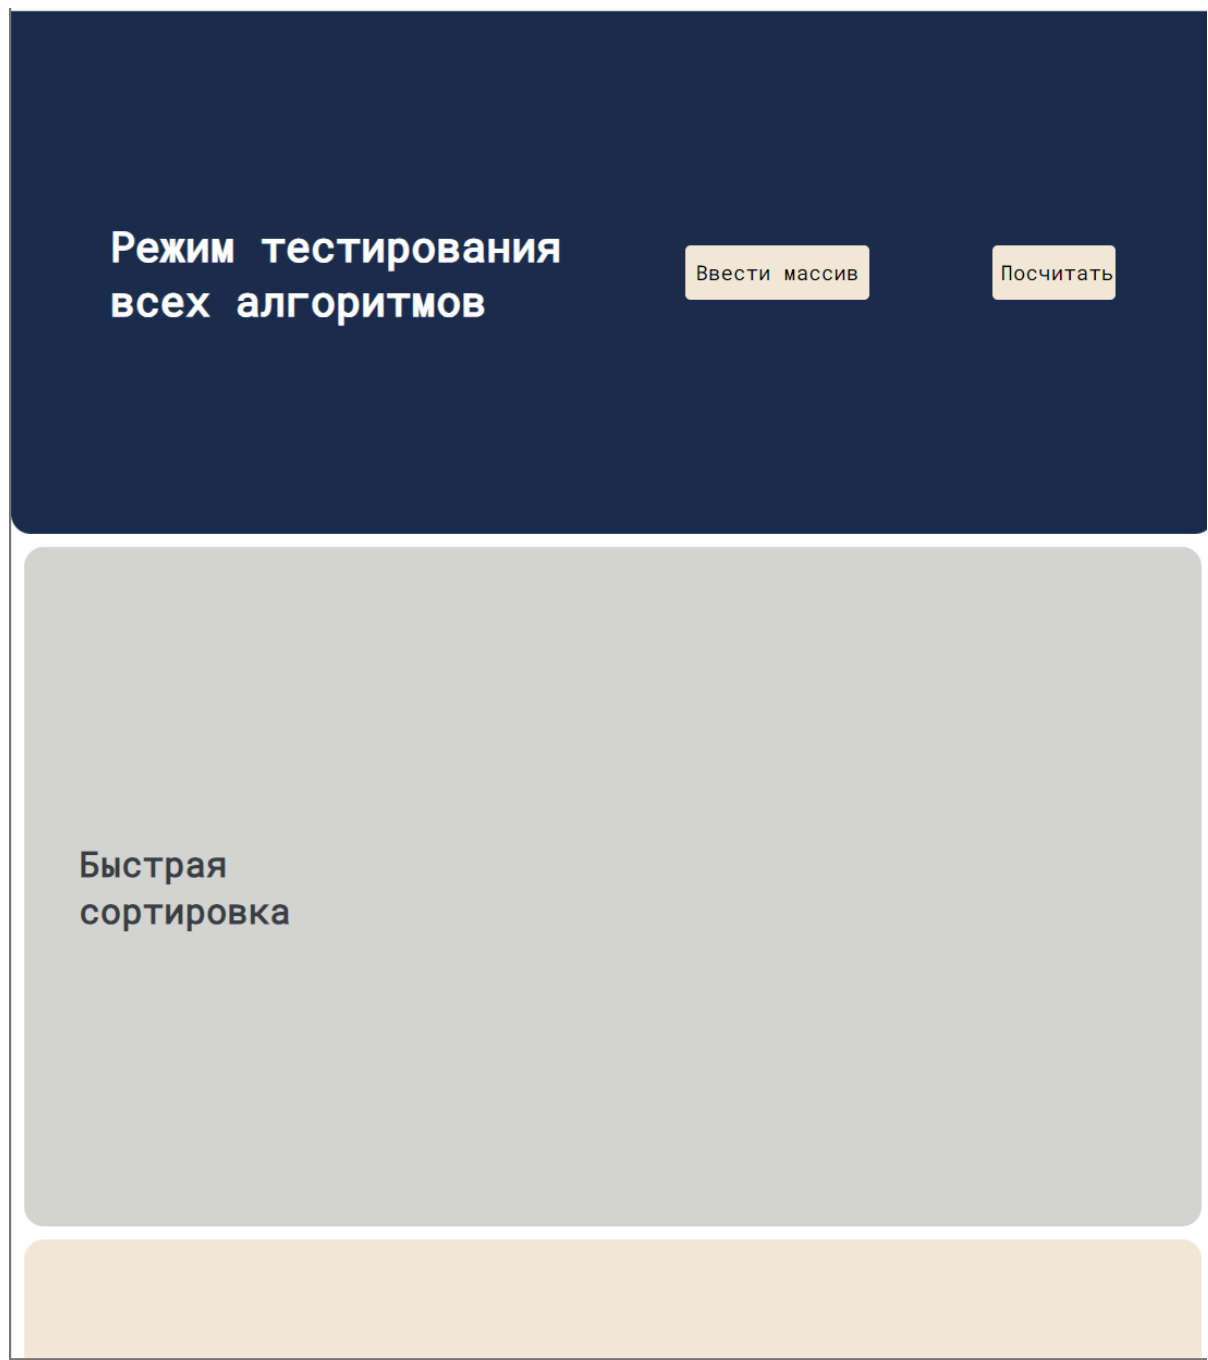 Режим тестирования
всех алгоритмов
Ввести массив
Посчитать
Быстрая
сортировка